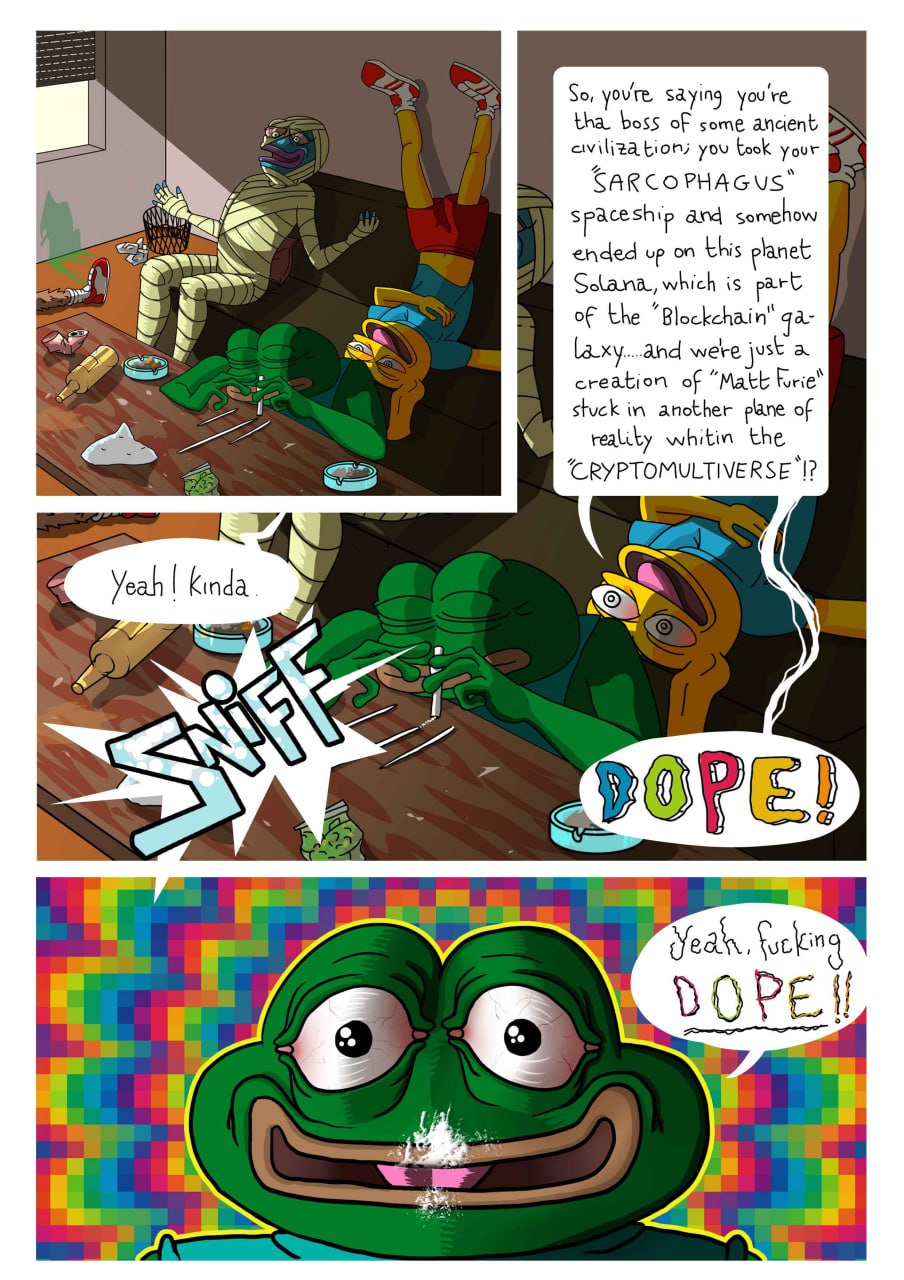 So, you're saying you're
tha boss of some ancient
civilization; you took your
"SARCOPHAGUS"
spaceship and somehow
ended up on this planet
Solana, which is part
of the "Blockchain" ga-
laxy.....and we're just a
creation of "Matt Furie"
stuck in another plane of
reality whitin the
"CRYPTOMULTIVERSE"!?
Yeah! Kinda.
SNIFF
DOPE!
Yeah, fucking
DOPE!!